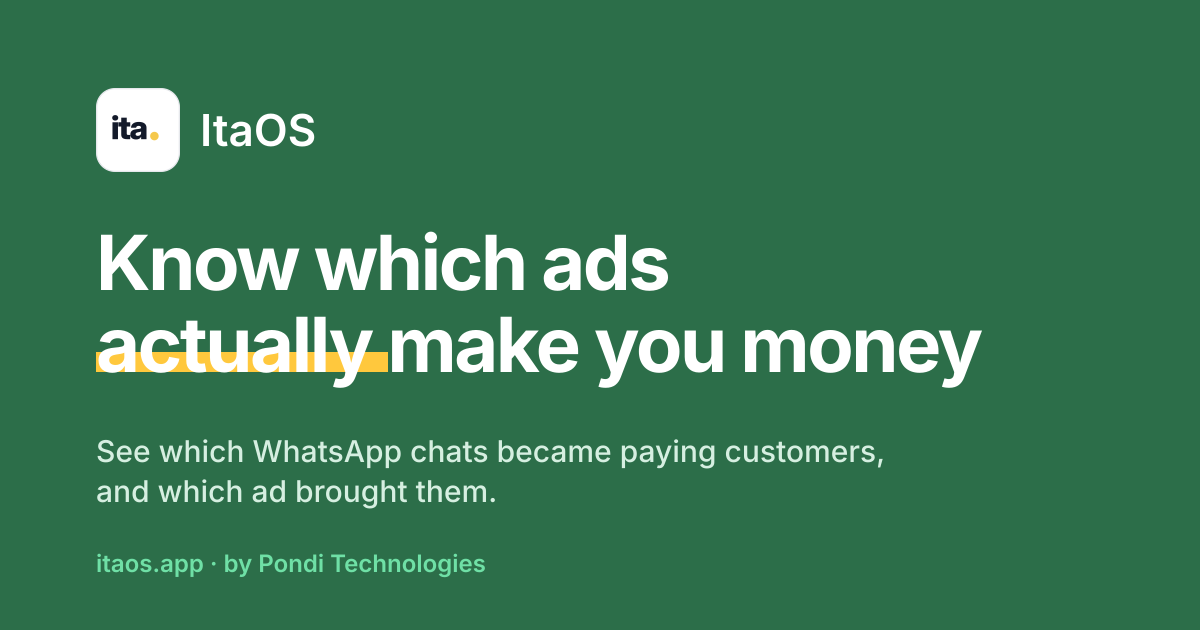 ita.
ItaOS
Know which ads
actually make you money
See which WhatsApp chats became paying customers,
and which ad brought them.
itaos.app · by Pondi Technologies